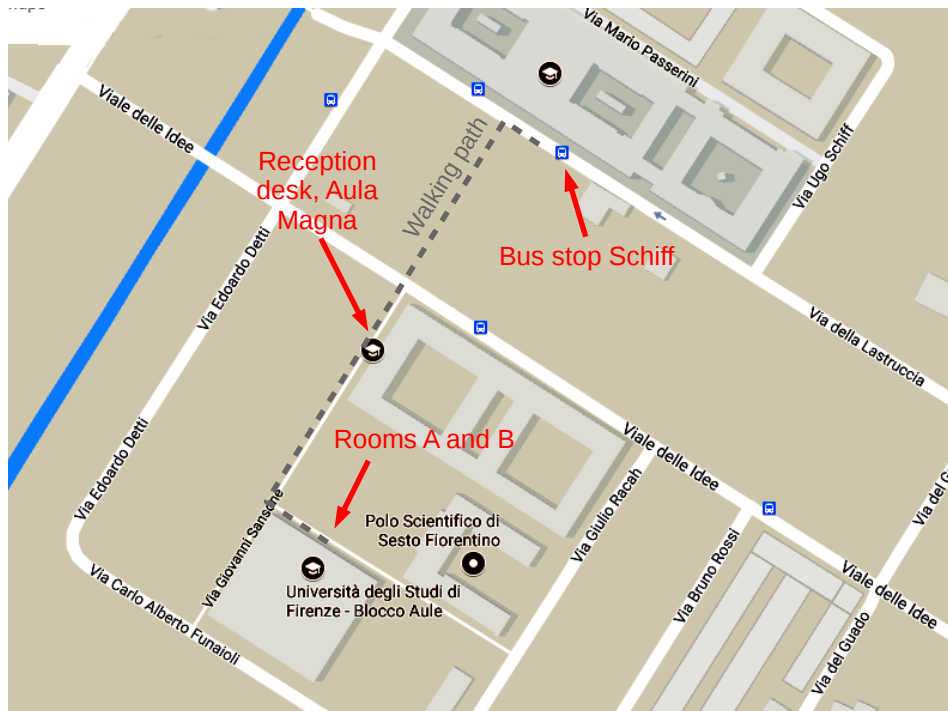 Via Mario Passerini
Viale delle Idee
Walking path
Via Ugo Schiff
Reception
desk, Aula
Magna
Bus stop Schiff
Via Edoardo Detti
Via della Lastruccia
Rooms A and B
Viale delle Idee
Via Edoardo Detti
Via Giovanni Sansone
Polo Scientifico di
Sesto Fiorentino
Via Giulio Racah
Via Bruno Rossi
Università degli Studi di
Firenze - Blocco Aule
Via Carlo Alberto Funaioli
Viale delle Idee
Via del Guado
Via del G